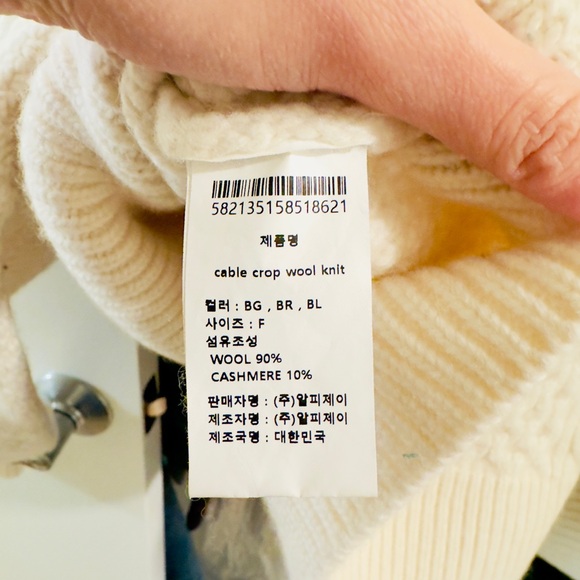 582135158518621
제품명
cable crop wool knit
컬러 : BG , BR , BL
사이즈 : F
섬유조성
WOOL 90%
CASHMERE 10%
판매자명 : (주)알피제이
제조자명 : (주)알피제이
제조국명 : 대한민국